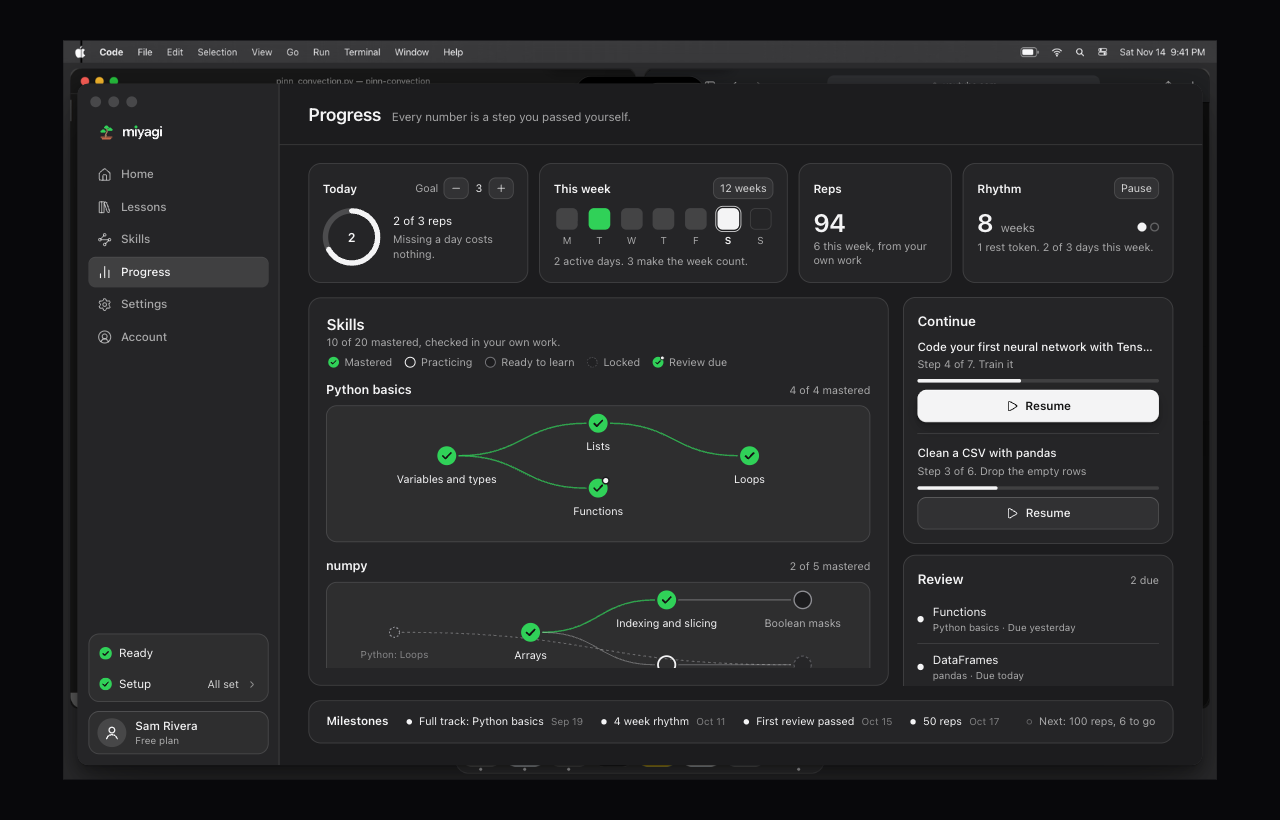 Code File Edit Selection View Go Run Terminal Window Help
Sat Nov 14 9:41 PM
pinn_convection.py — pinn-convection
miyagi
Home
Lessons
Skills
Progress
Settings
Account
Ready
Setup All set
Sam Rivera
Free plan
Progress Every number is a step you passed yourself.
Today Goal − 3 +
2
2 of 3 reps
Missing a day costs
nothing.
This week 12 weeks
M T W T F S S
2 active days. 3 make the week count.
Reps
94
6 this week, from your
own work
Rhythm Pause
8 weeks
1 rest token. 2 of 3 days this week.
Skills
10 of 20 mastered, checked in your own work.
Mastered Practicing Ready to learn Locked Review due
Python basics 4 of 4 mastered
Lists
Variables and types
Loops
Functions
numpy 2 of 5 mastered
Indexing and slicing
Boolean masks
Python: Loops
Arrays
Continue
Code your first neural network with Tens...
Step 4 of 7. Train it
Resume
Clean a CSV with pandas
Step 3 of 6. Drop the empty rows
Resume
Review 2 due
Functions
Python basics · Due yesterday
DataFrames
pandas · Due today
Milestones Full track: Python basics Sep 19 4 week rhythm Oct 11 First review passed Oct 15 50 reps Oct 17 Next: 100 reps, 6 to go